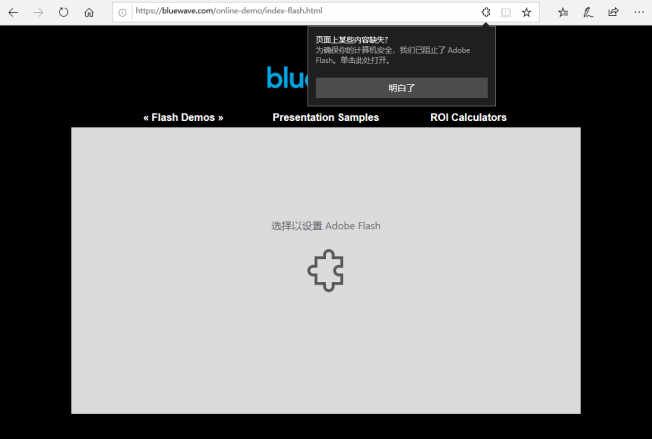 https://bluewave.com/online-demo/index-flash.html
页面上某些内容缺失?
为确保你的计算机安全，我们已阻止了 Adobe
Flash。单击此处打开。
明白了
« Flash Demos »
Presentation Samples
ROI Calculators
选择以设置 Adobe Flash